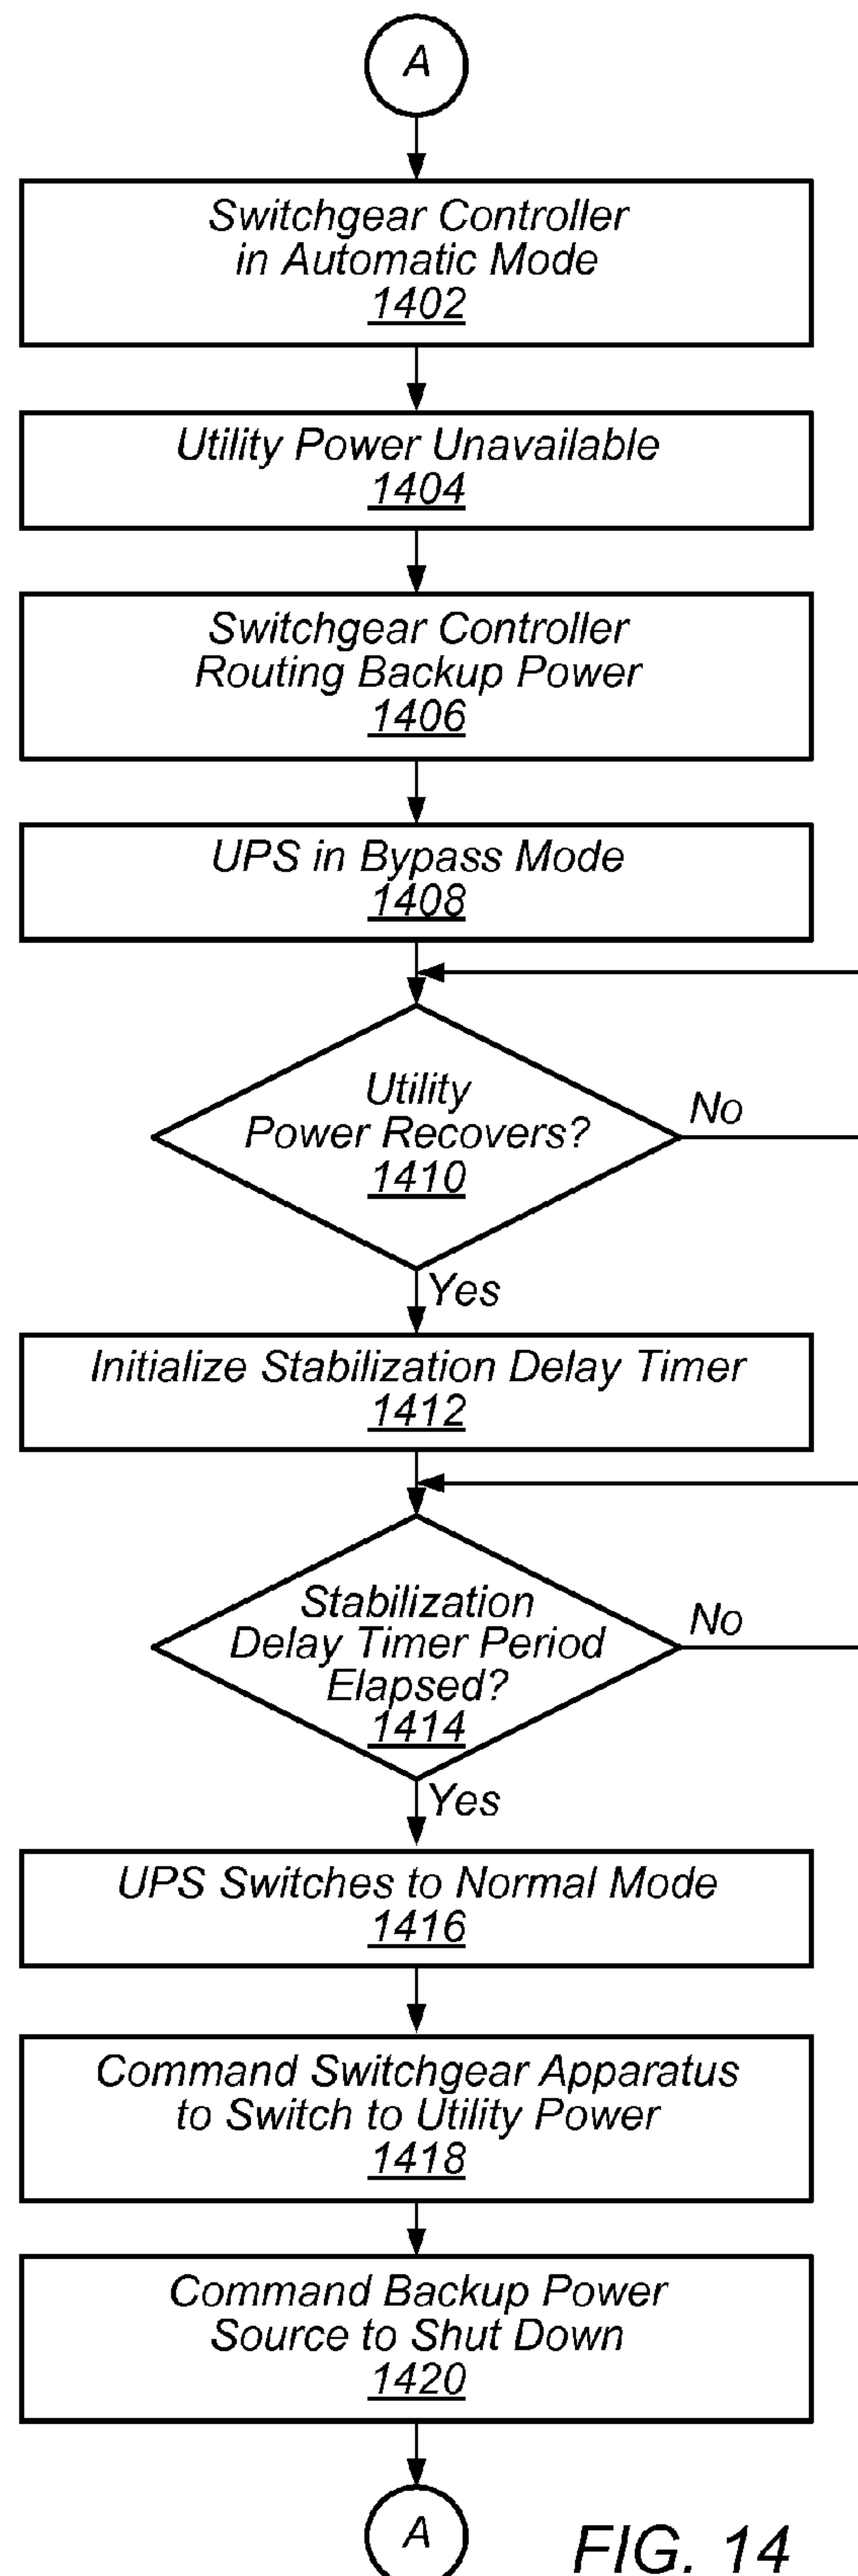 A
Switchgear Controller
in Automatic Mode
1402
Utility Power Unavailable
1404
Switchgear Controller
Routing Backup Power
1406
UPS in Bypass Mode
1408
Utility
Power Recovers?
1410
No
Yes
Initialize Stabilization Delay Timer
1412
Stabilization
Delay Timer Period
Elapsed?
1414
No
Yes
UPS Switches to Normal Mode
1416
Command Switchgear Apparatus
to Switch to Utility Power
1418
Command Backup Power
Source to Shut Down
1420
A
FIG. 14